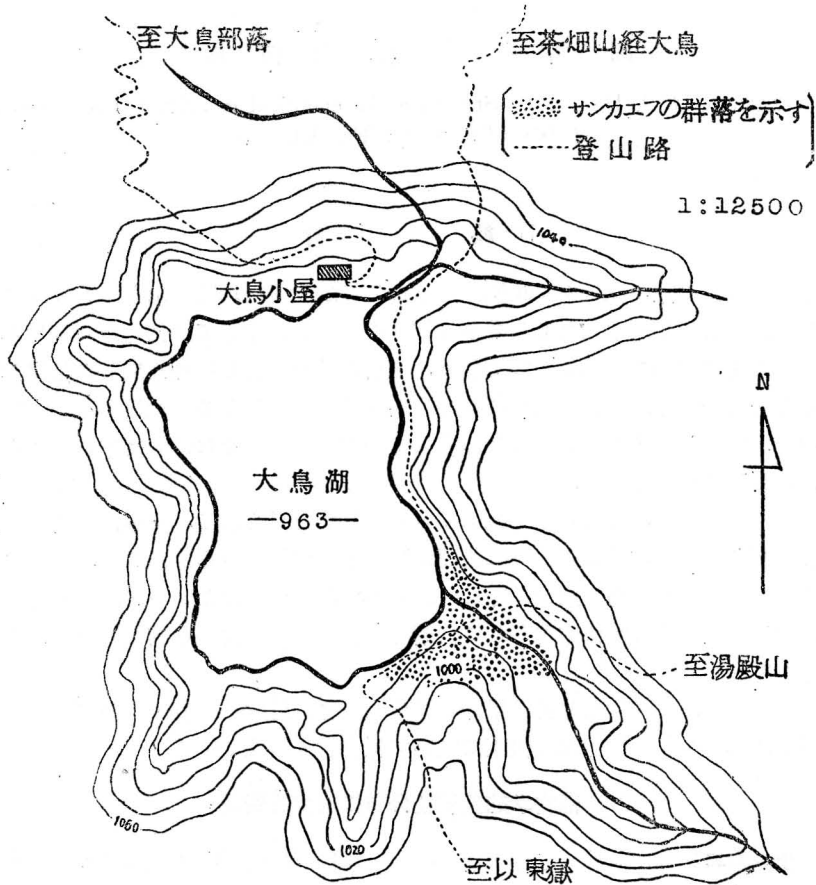 至大鳥部落
至茶畑山経大鳥
サンカエフの群落を示す
登山路
1:12500
1040
大鳥小屋
N
大鳥湖
―963―
1000
至湯殿山
1060
1020
至以東嶽